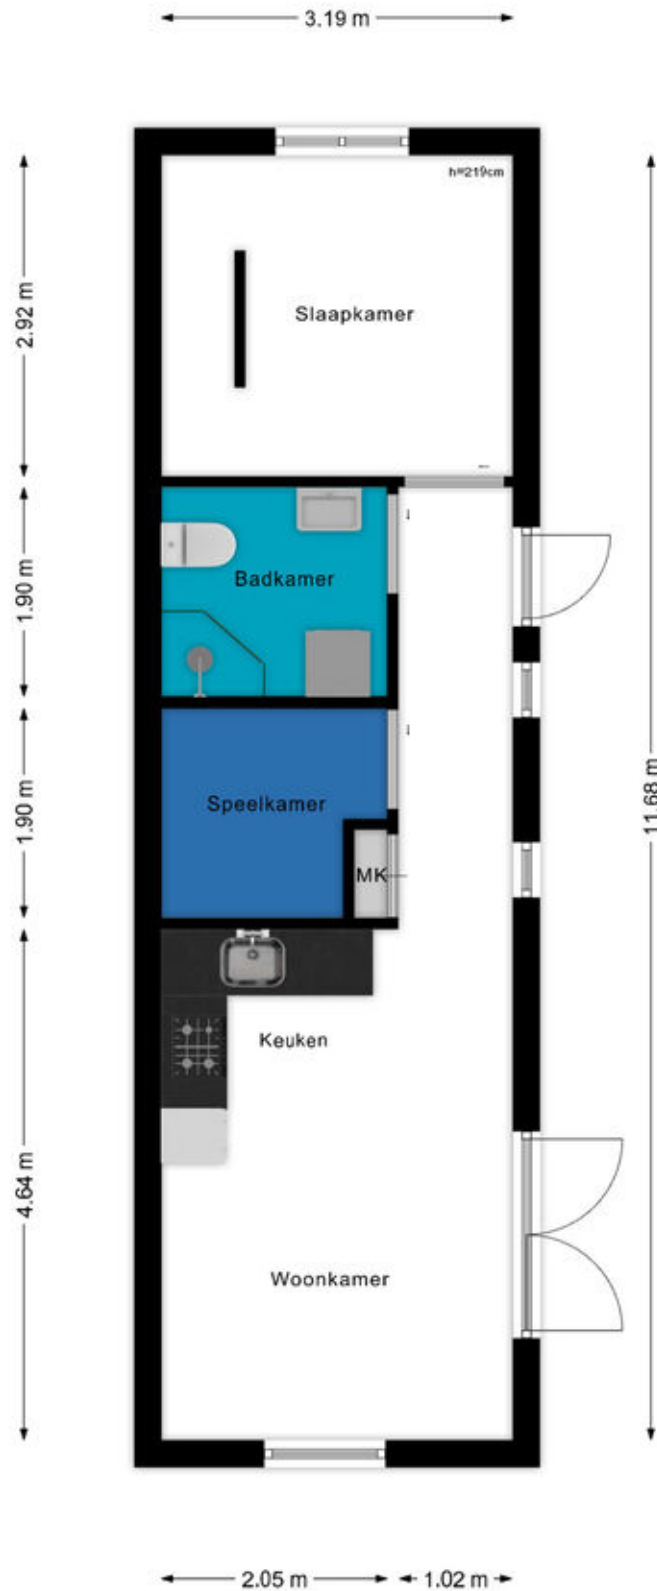 3.19 m
h=219cm
2.92 m
Slaapkamer
1.90 m
Badkamer
11.68 m
1.90 m
Speelkamer
MK
Keuken
4.64 m
Woonkamer
2.05 m
1.02 m